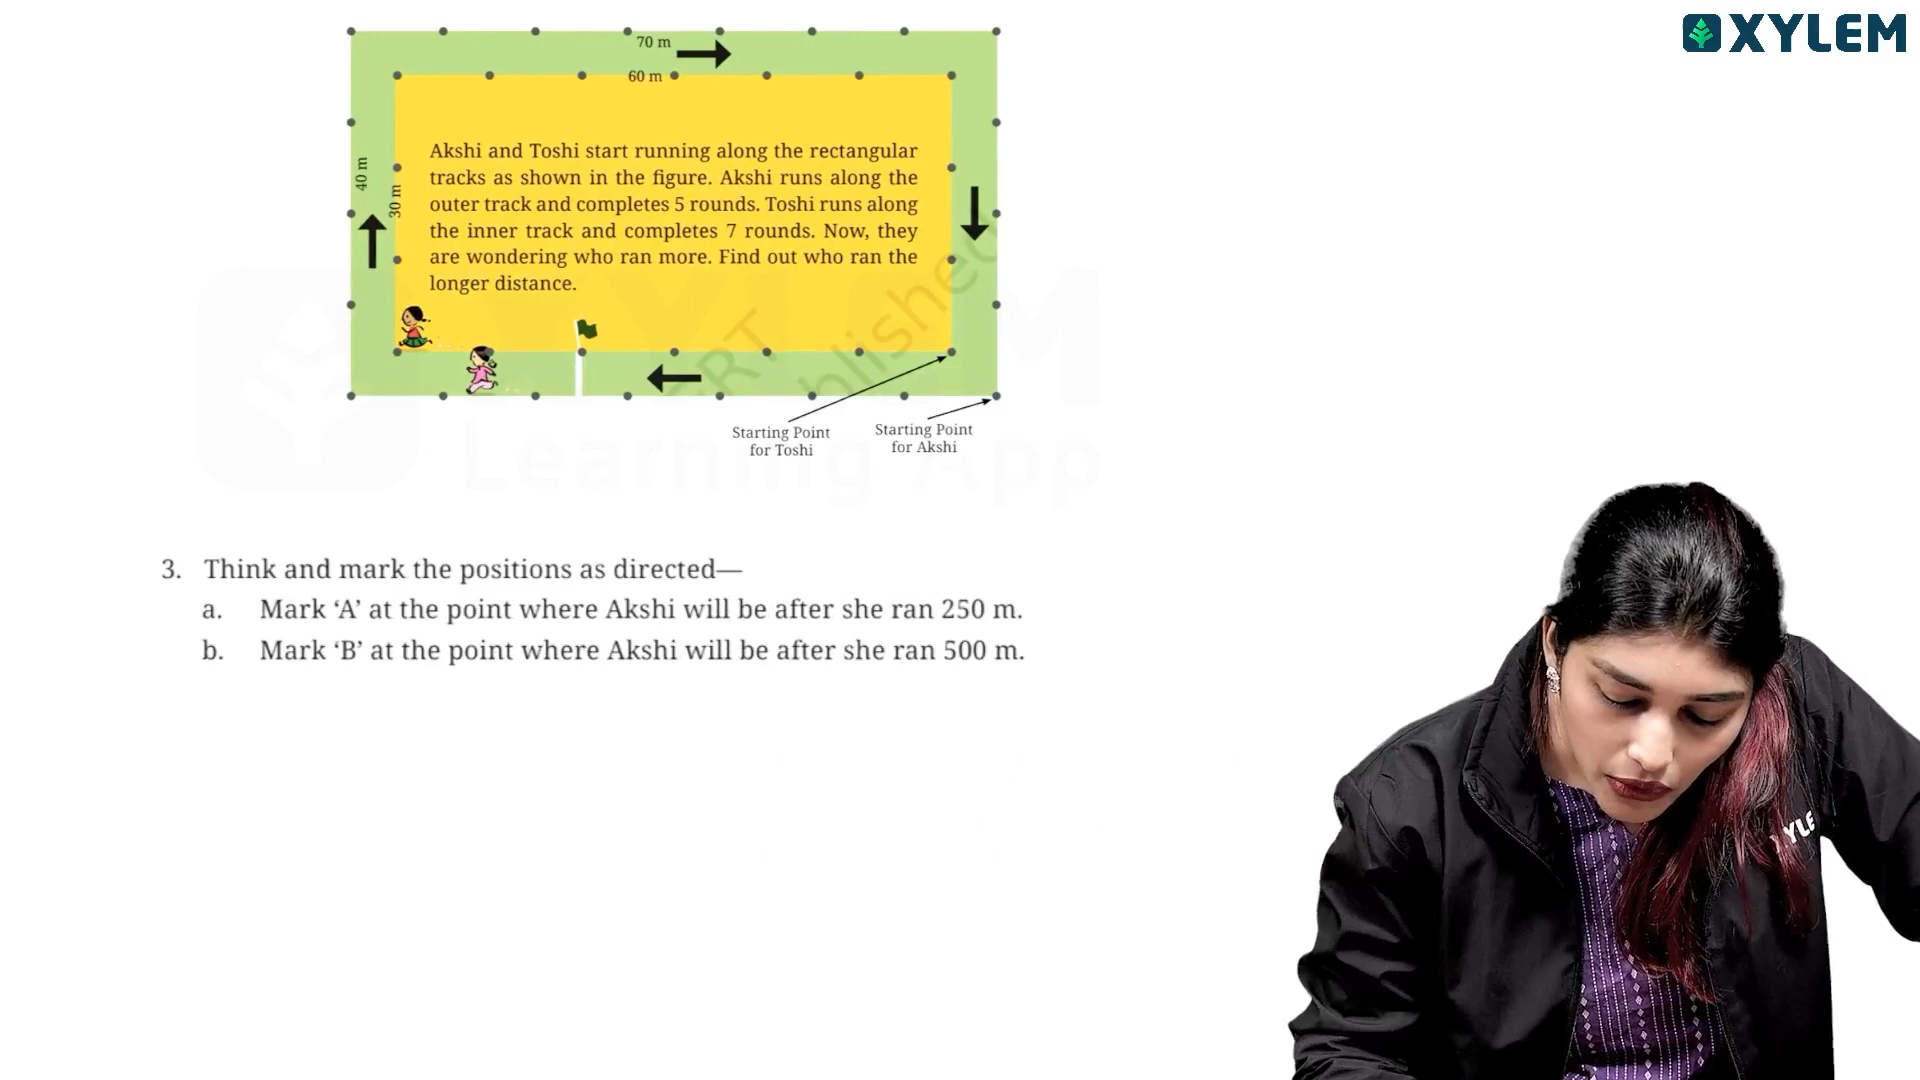 XYLEM
70 m
60 m
40 m
30 m
Akshi and Toshi start running along the rectangular
tracks as shown in the figure. Akshi runs along the
outer track and completes 5 rounds. Toshi runs along
the inner track and completes 7 rounds. Now, they
are wondering who ran more. Find out who ran the
longer distance.
Starting Point
for Toshi
Starting Point
for Akshi
XYLEM
Learning App
3. Think and mark the positions as directed—
a. Mark ‘A’ at the point where Akshi will be after she ran 250 m.
b. Mark ‘B’ at the point where Akshi will be after she ran 500 m.
XYLE